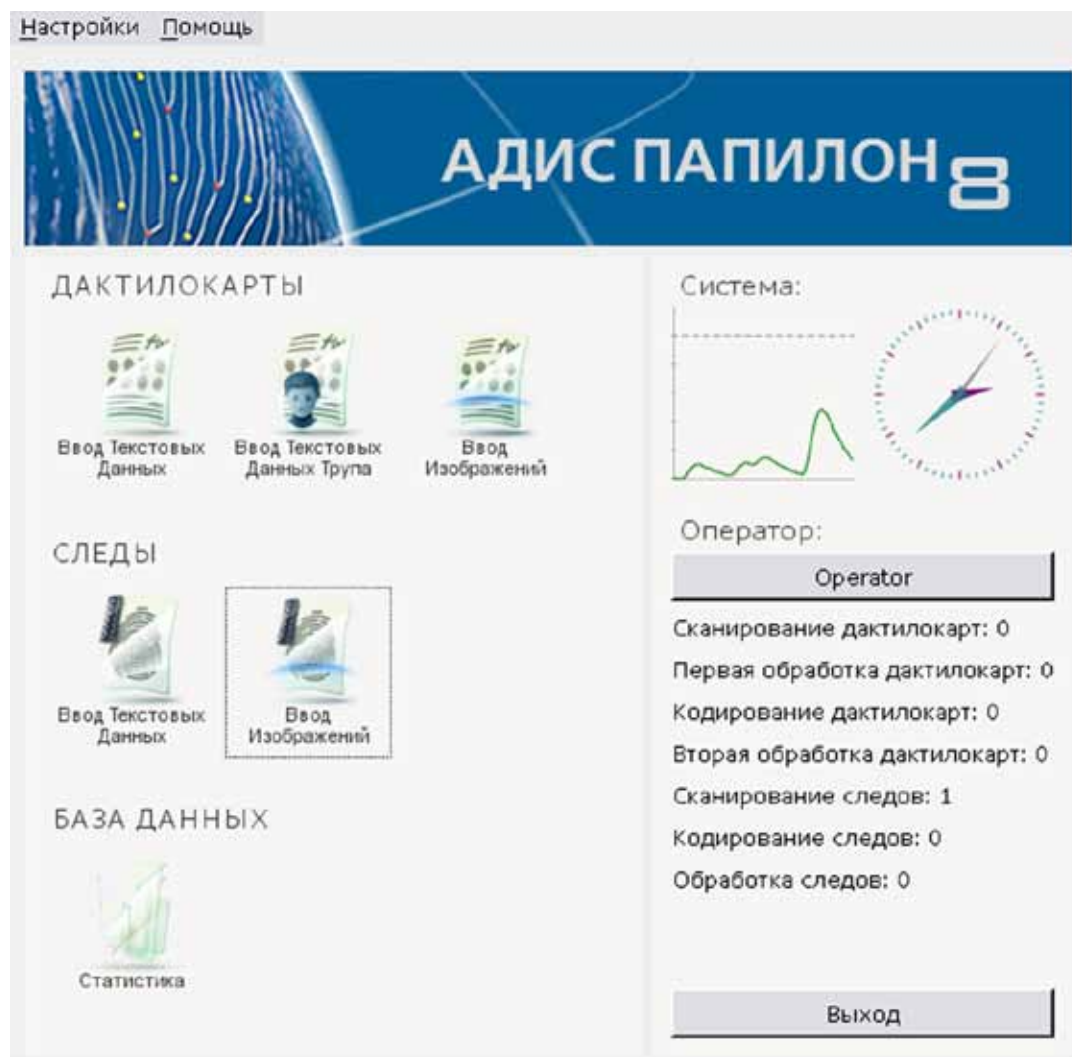 Настройки Помощь
АДИС ПАПИЛОН 8
ДАКТИЛОКАРТЫ
Ввод Текстовых
Данных
Ввод Текстовых
Данных Трупа
Ввод
Изображений
СЛЕДЫ
Ввод Текстовых
Данных
Ввод
Изображений
БАЗА ДАННЫХ
Статистика
Система:
Оператор:
Operator
Сканирование дактилокарт: 0
Первая обработка дактилокарт: 0
Кодирование дактилокарт: 0
Вторая обработка дактилокарт: 0
Сканирование следов: 1
Кодирование следов: 0
Обработка следов: 0
Выход